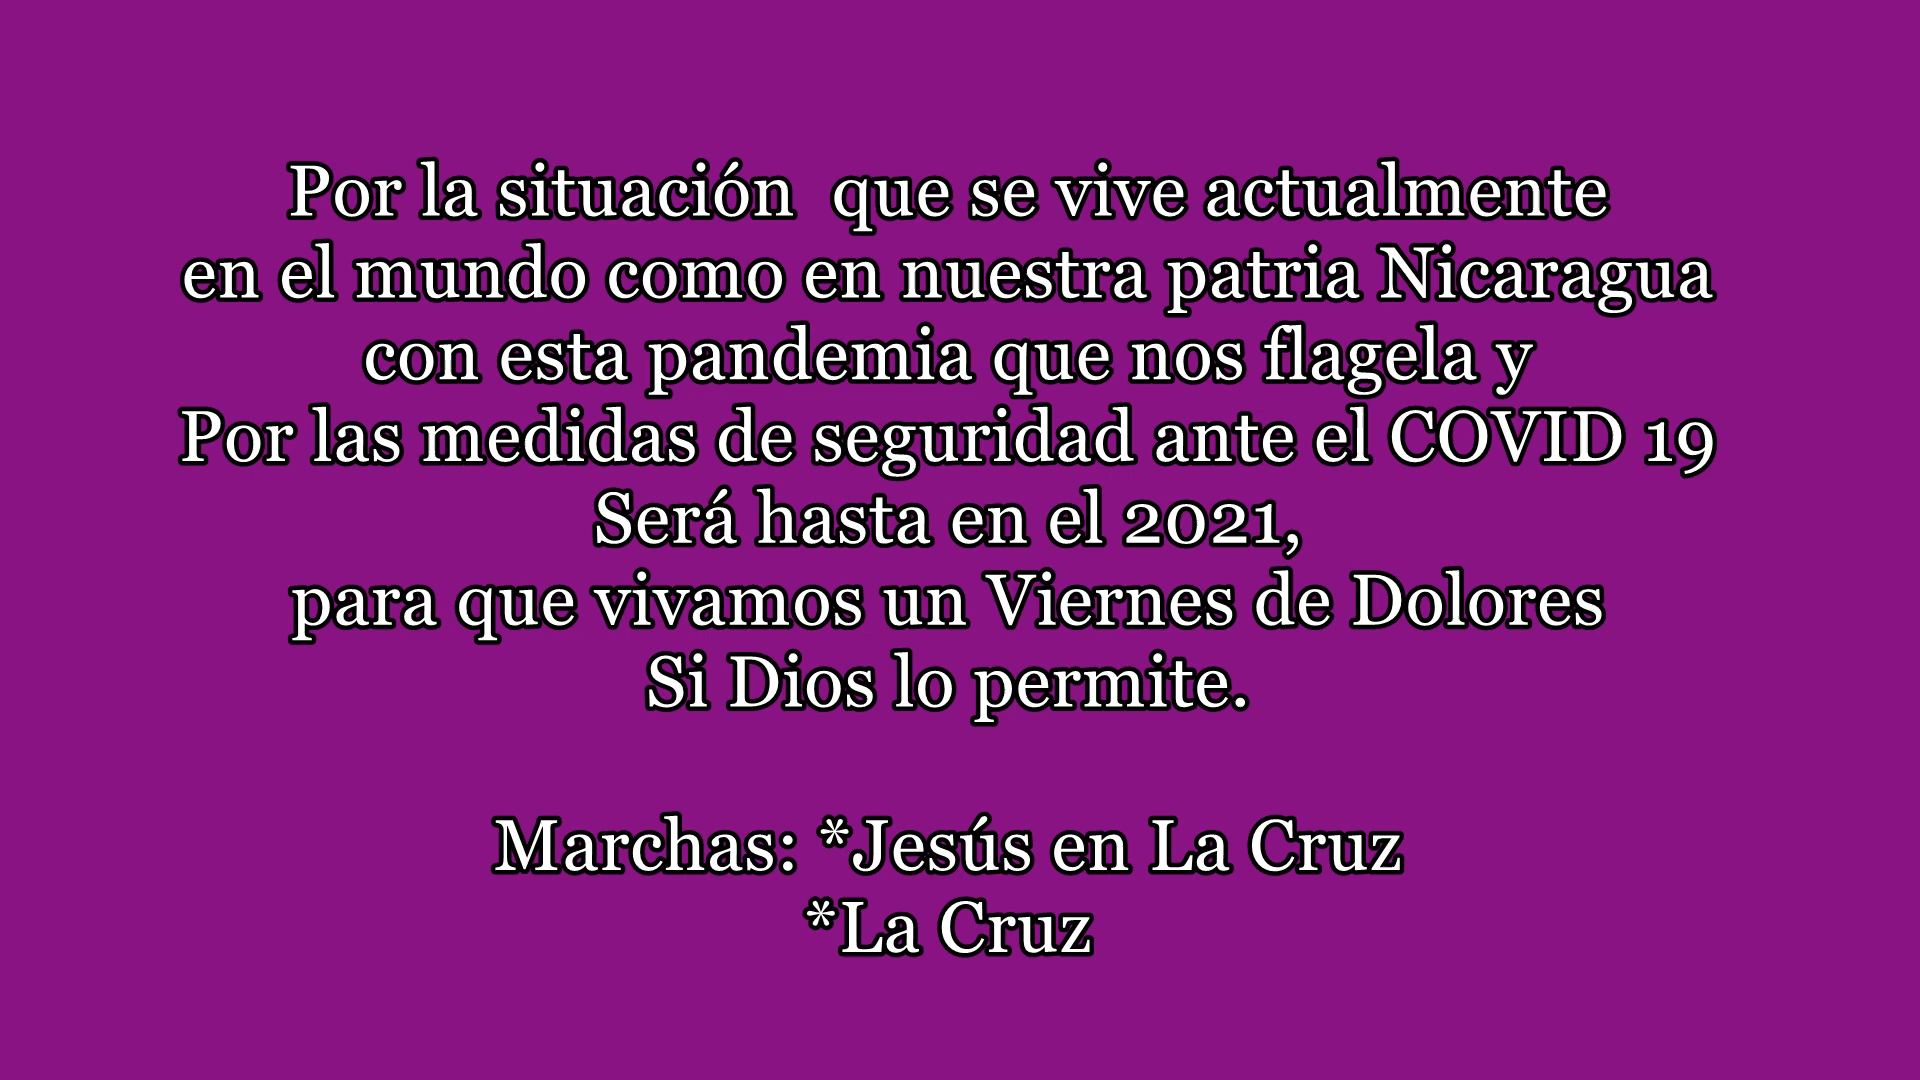 Por la situación  que se vive actualmente
en el mundo como en nuestra patria Nicaragua
con esta pandemia que nos flagela y
Por las medidas de seguridad ante el COVID 19
Será hasta en el 2021,
para que vivamos un Viernes de Dolores
Si Dios lo permite.
Marchas: *Jesús en La Cruz
*La Cruz